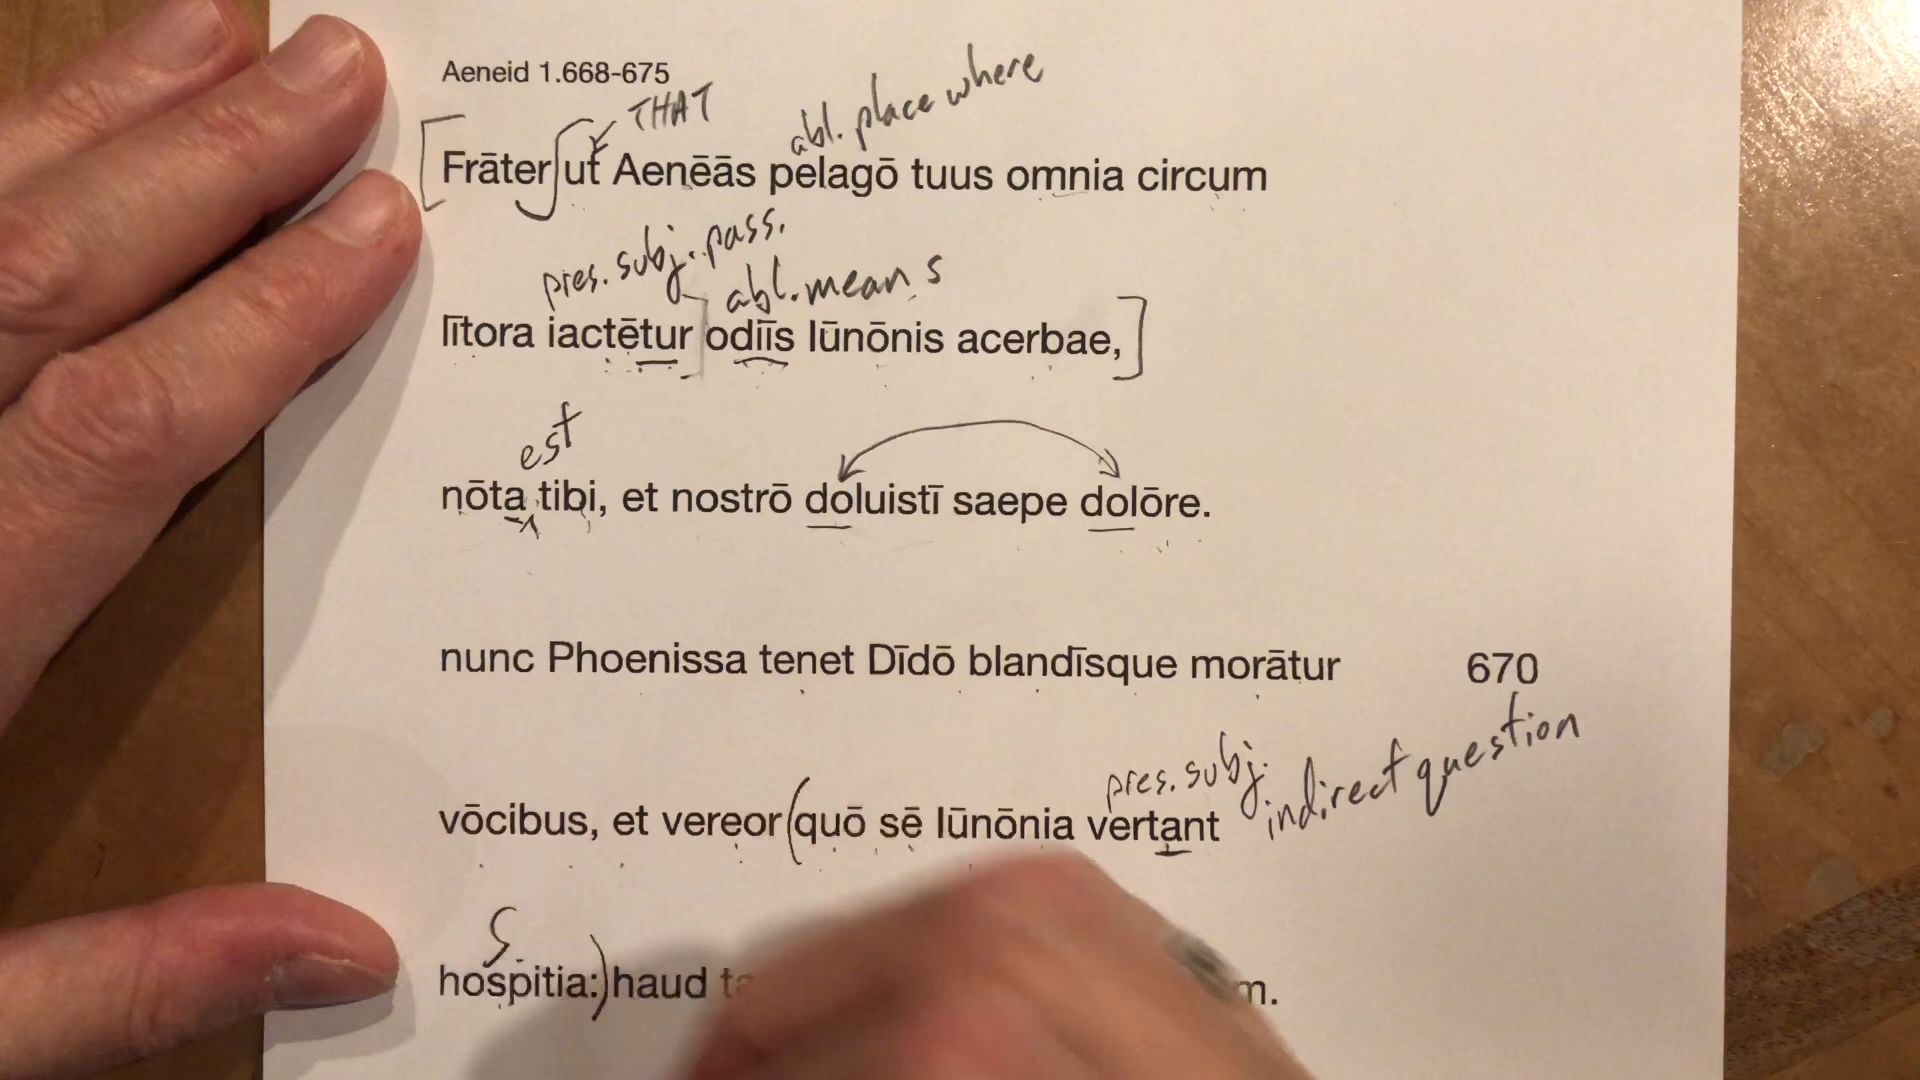 Aeneid 1.668-675
THAT
abl. place where
Frāter ut Aenēās pelagō tuus omnia circum
pres. subj. pass.
abl. means
lītora iactētur odiīs Iūnōnis acerbae,
est
nōta tibi, et nostrō doluistī saepe dolōre.
nunc Phoenissa tenet Dīdō blandīsque morātur 670
pres. subj. indirect question
vōcibus, et vereor (quō sē Iūnōnia vertant
S
hospitia:) haud